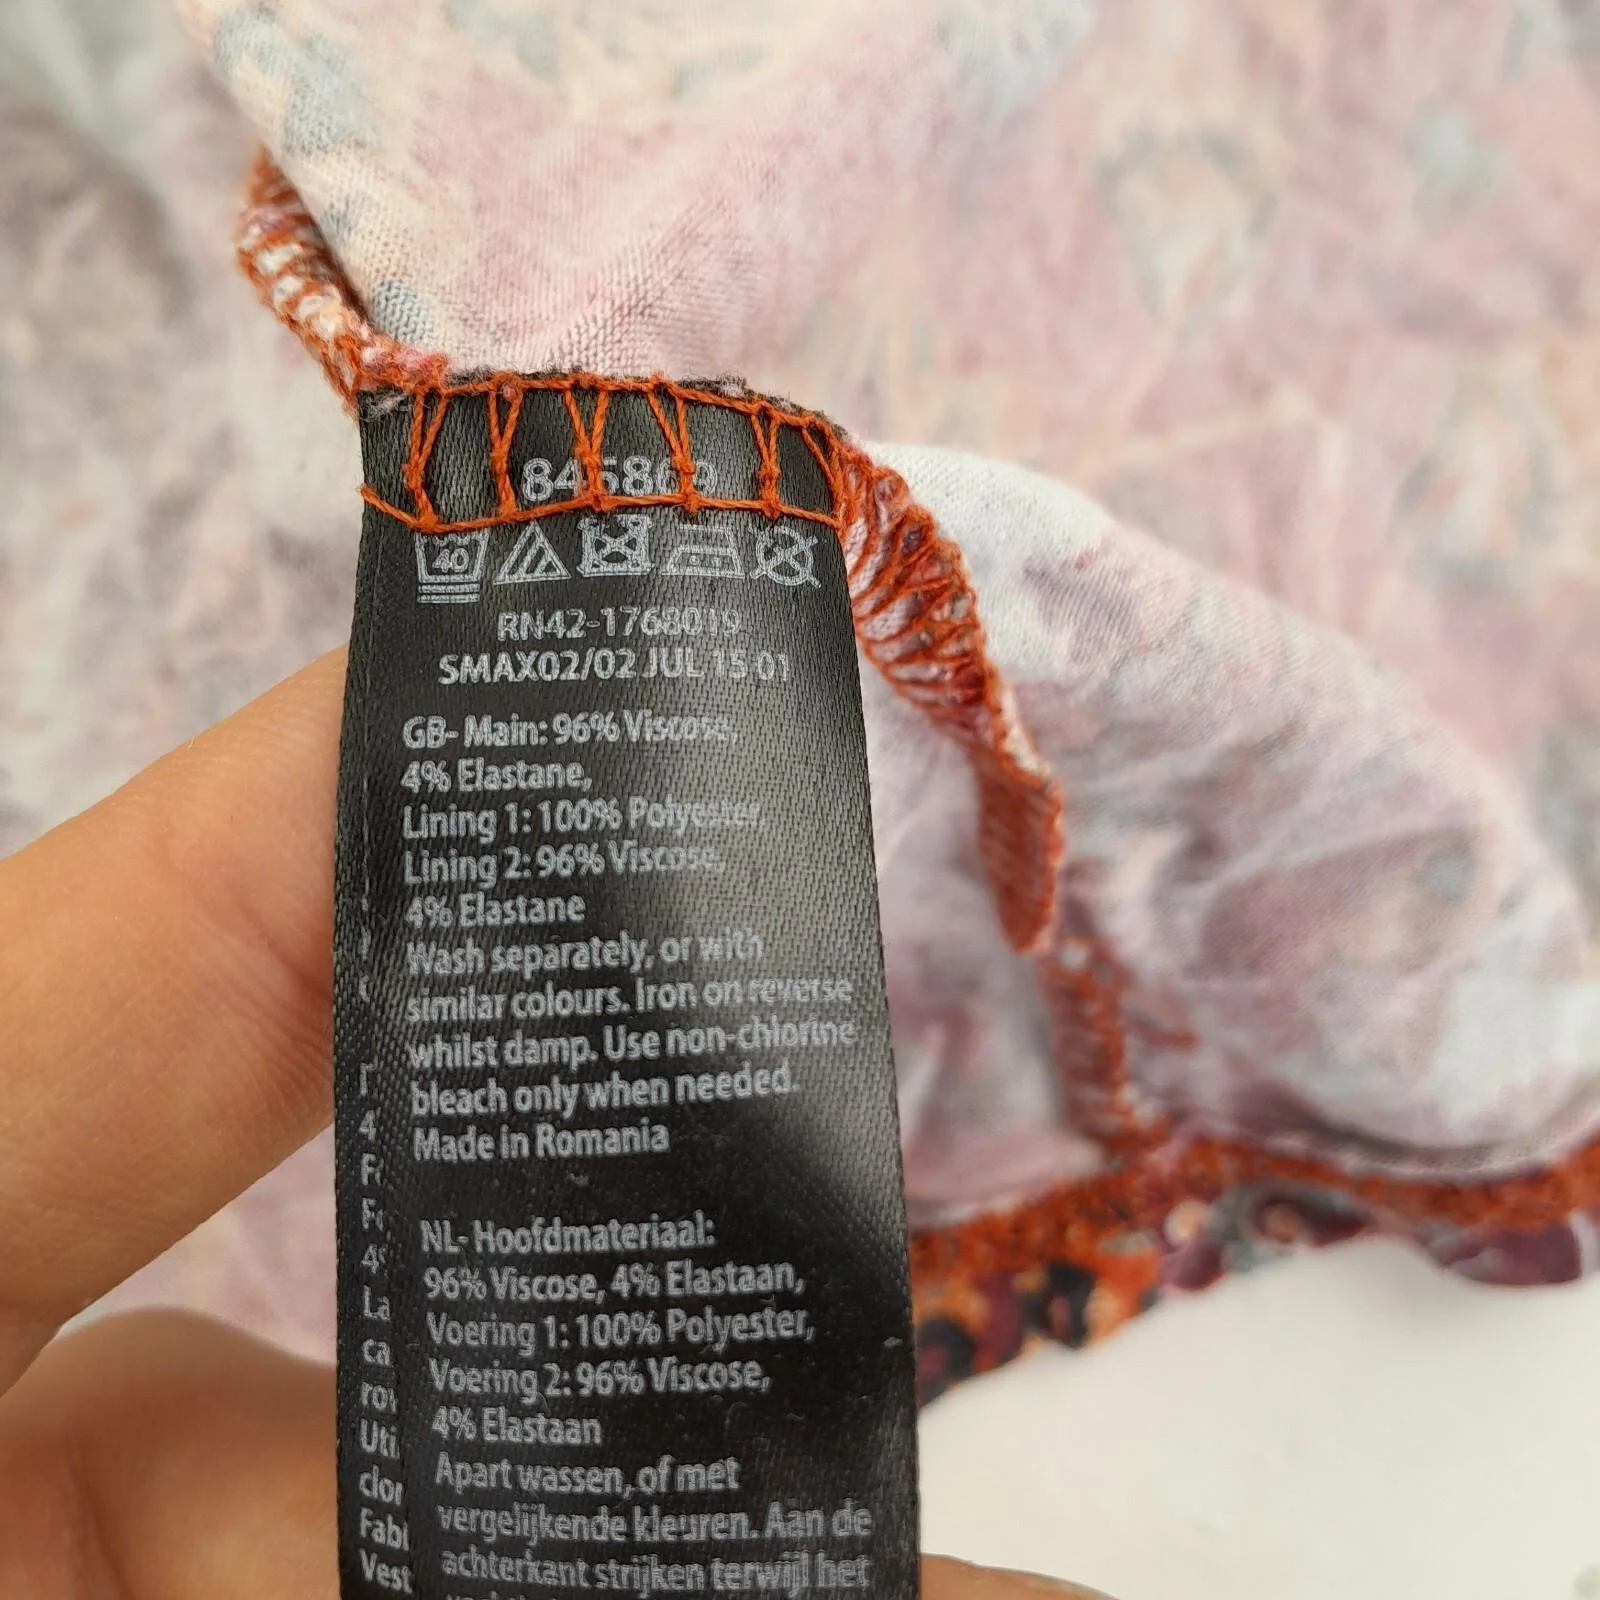 845869
40
RN42-1768019
SMAX02/02 JUL 15 01
GB- Main: 96% Viscose,
4% Elastane,
Lining 1: 100% Polyester,
Lining 2: 96% Viscose,
4% Elastane
Wash separately, or with
similar colours. Iron on reverse
whilst damp. Use non-chlorine
bleach only when needed.
Made in Romania
NL- Hoofdmateriaal:
96% Viscose, 4% Elastaan,
Voering 1: 100% Polyester,
Voering 2: 96% Viscose,
4% Elastaan
Apart wassen, of met
vergelijkende kleuren. Aan de
achterkant strijken terwijl het